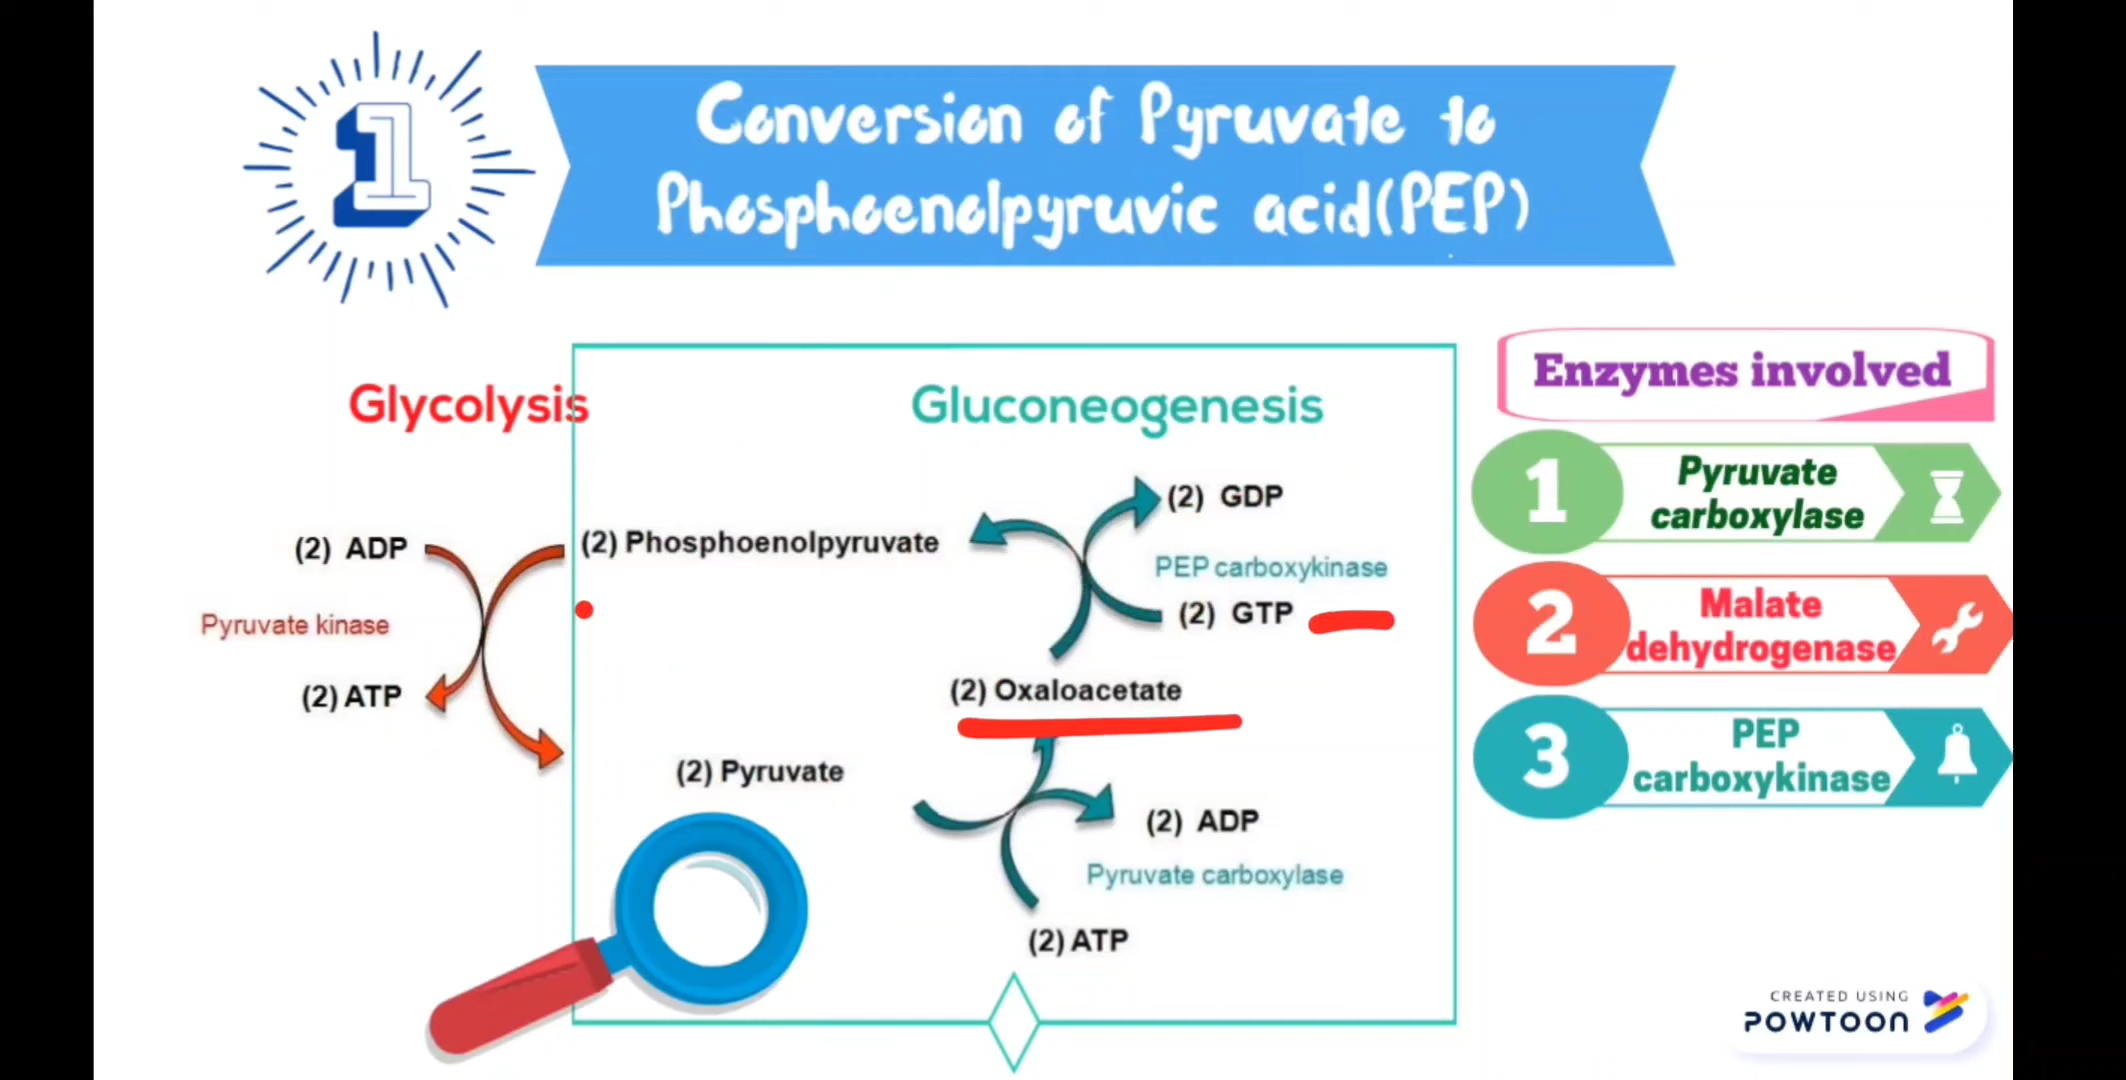 1
Conversion of Pyruvate to
Phosphoenolpyruvic acid(PEP)
Glycolysis
Gluconeogenesis
Enzymes involved
1
Pyruvate
carboxylase
2
Malate
dehydrogenase
3
PEP
carboxykinase
(2) GDP
(2) ADP
(2) Phosphoenolpyruvate
PEP carboxykinase
Pyruvate kinase
(2) GTP
(2) ATP
(2) Oxaloacetate
(2) Pyruvate
(2) ADP
Pyruvate carboxylase
(2) ATP
CREATED USING
POWTOON